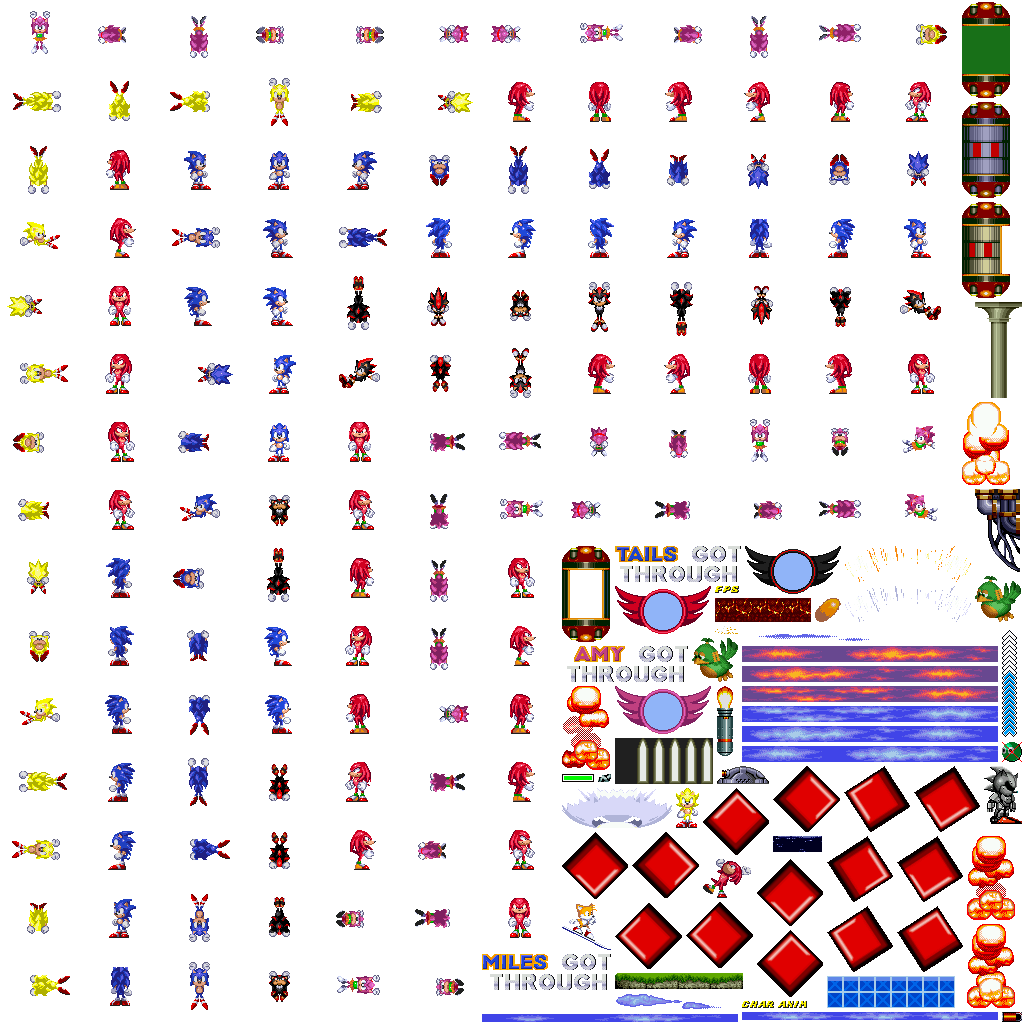 TAILS GOT
THROUGH
FPS
AMY GOT
THROUGH
MILES GOT
THROUGH
CHAR ANIM